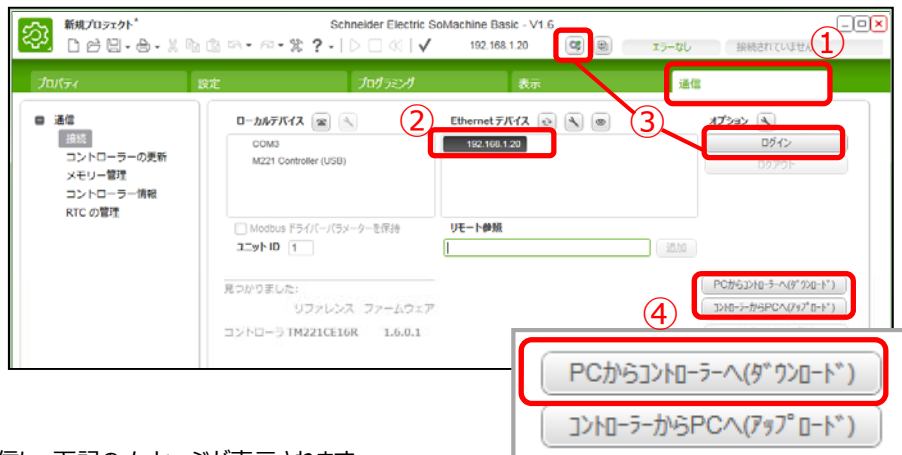 新規プロジェクト*
Schneider Electric SoMachine Basic - V1.6
192.168.1.20
エラーなし
接続されていません
①
プロパティ
設定
プログラミング
表示
通信
通信
接続
コントローラーの更新
メモリー管理
コントローラー情報
RTC の管理
ローカルデバイス
COM3
M221 Controller (USB)
②
Ethernet デバイス
192.168.1.20
③
オプション
ログイン
ログアウト
Modbus ドライバーパラメーターを保持
ユニット ID
1
リモート参照
追加
見つかりました:
リファレンス ファームウェア
コントローラ TM221CE16R 1.6.0.1
PCからコントローラーへ(ダウンロード)
コントローラーからPCへ(アップロード)
④
PCからコントローラーへ(ダウンロード)
コントローラーからPCへ(アップロード)